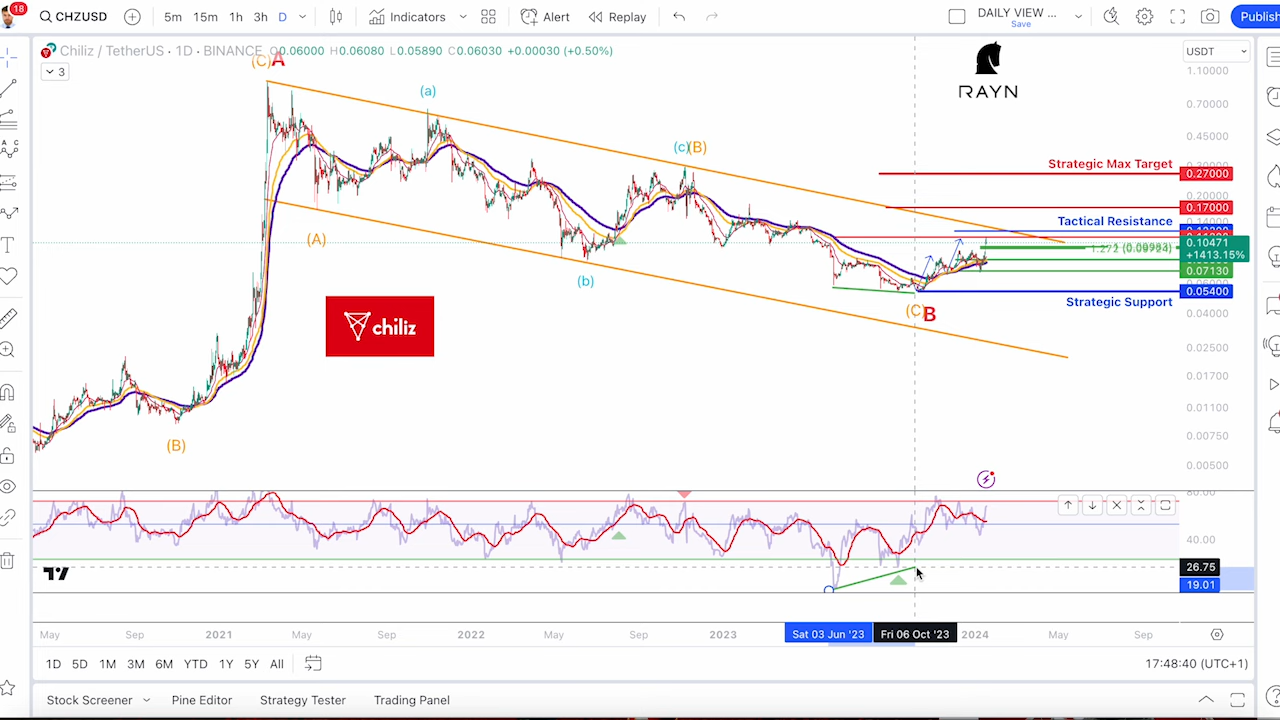 18
CHZUSD
5m 15m 1h 3h D
Indicators
Alert
Replay
DAILY VIEW ...
Save
Publish
Chiliz / TetherUS · 1D · BINANCE O0.06000 H0.06080 L0.05890 C0.06030 +0.00030 (+0.50%)
USDT
3
(C) A
RAYN
1.10000
(a)
0.70000
0.45000
(c)(B)
Strategic Max Target
0.27000
0.20000
0.17000
Tactical Resistance
(A)
0.10471
+1413.15%
0.07130
(b)
0.05400
Strategic Support
(C) B
0.04000
chiliz
0.02500
0.01700
0.01100
(B)
0.00750
0.00500
40.00
26.75
19.01
May Sep 2021 May Sep 2022 May Sep 2023 Sat 03 Jun '23 Fri 06 Oct '23 2024 May Sep
1D 5D 1M 3M 6M YTD 1Y 5Y All
17:48:40 (UTC+1)
Stock Screener Pine Editor Strategy Tester Trading Panel